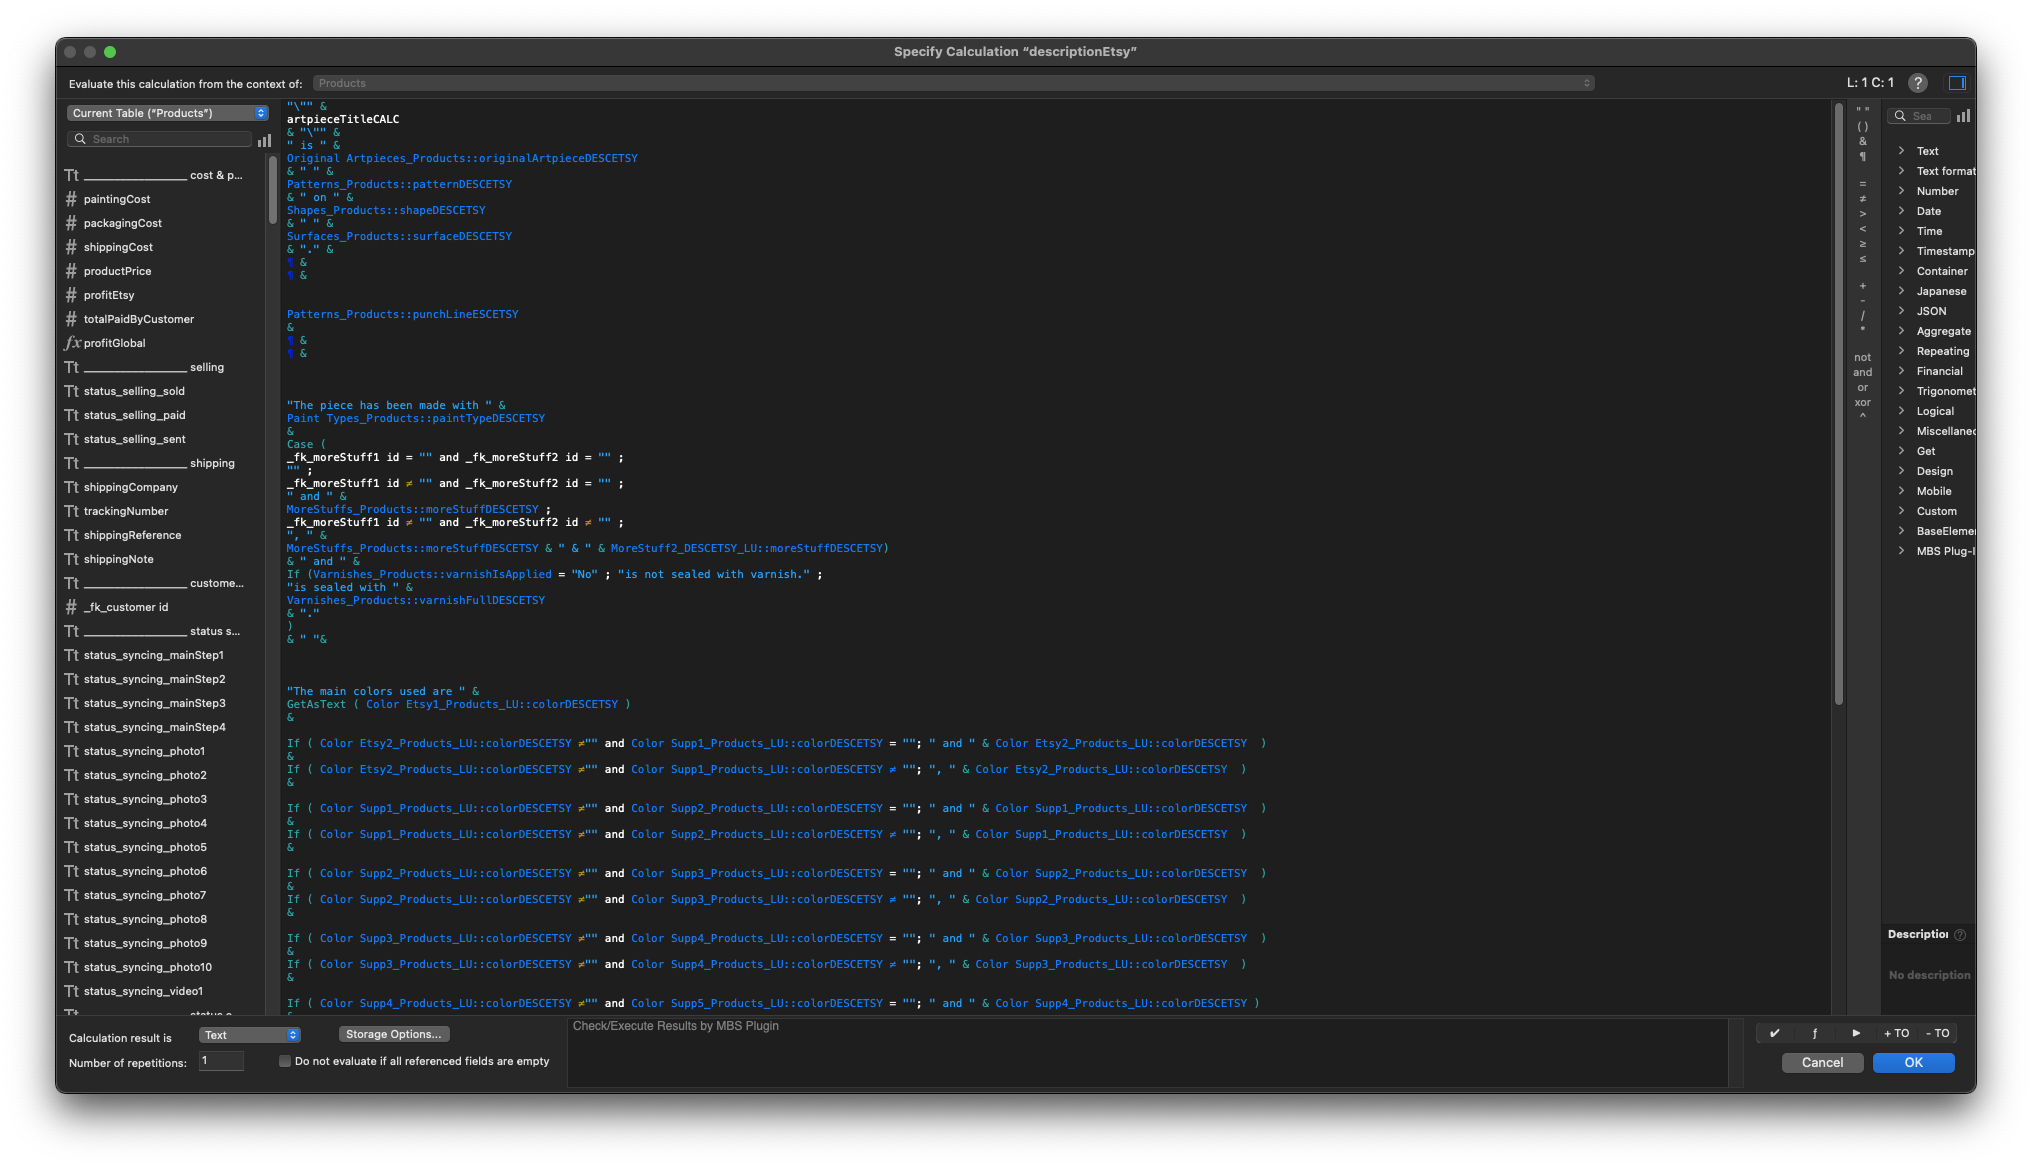 Specify Calculation “descriptionEtsy”
Evaluate this calculation from the context of: Products
L: 1 C: 1 ?
Current Table ("Products")
Search
Tt ________________ cost & p...
# paintingCost
# packagingCost
# shippingCost
# productPrice
# profitEtsy
# totalPaidByCustomer
fx profitGlobal
Tt ________________ selling
Tt status_selling_sold
Tt status_selling_paid
Tt status_selling_sent
Tt ________________ shipping
Tt shippingCompany
Tt trackingNumber
Tt shippingReference
Tt shippingNote
Tt ________________ custome...
# _fk_customer id
Tt ________________ status s...
Tt status_syncing_mainStep1
Tt status_syncing_mainStep2
Tt status_syncing_mainStep3
Tt status_syncing_mainStep4
Tt status_syncing_photo1
Tt status_syncing_photo2
Tt status_syncing_photo3
Tt status_syncing_photo4
Tt status_syncing_photo5
Tt status_syncing_photo6
Tt status_syncing_photo7
Tt status_syncing_photo8
Tt status_syncing_photo9
Tt status_syncing_photo10
Tt status_syncing_video1
"\"" &
artpieceTitleCALC
& "\"" &
" is " &
Original Artpieces_Products::originalArtpieceDESCETSY
& " " &
Patterns_Products::patternDESCETSY
& " on " &
Shapes_Products::shapeDESCETSY
& " " &
Surfaces_Products::surfaceDESCETSY
& "." &
¶ &
¶ &
Patterns_Products::punchLineESCETSY
&
¶ &
¶ &
"The piece has been made with " &
Paint Types_Products::paintTypeDESCETSY
&
Case (
_fk_moreStuff1 id = "" and _fk_moreStuff2 id = "" ;
"" ;
_fk_moreStuff1 id ≠ "" and _fk_moreStuff2 id = "" ;
" and " &
MoreStuffs_Products::moreStuffDESCETSY ;
_fk_moreStuff1 id ≠ "" and _fk_moreStuff2 id ≠ "" ;
", " &
MoreStuffs_Products::moreStuffDESCETSY & " & " & MoreStuff2_DESCETSY_LU::moreStuffDESCETSY)
& " and " &
If (Varnishes_Products::varnishIsApplied = "No" ; "is not sealed with varnish." ;
"is sealed with " &
Varnishes_Products::varnishFullDESCETSY
& "."
)
& " "&
"The main colors used are " &
GetAsText ( Color Etsy1_Products_LU::colorDESCETSY )
&
If ( Color Etsy2_Products_LU::colorDESCETSY ≠"" and Color Supp1_Products_LU::colorDESCETSY = ""; " and " & Color Etsy2_Products_LU::colorDESCETSY )
&
If ( Color Etsy2_Products_LU::colorDESCETSY ≠"" and Color Supp1_Products_LU::colorDESCETSY ≠ ""; ", " & Color Etsy2_Products_LU::colorDESCETSY )
&
If ( Color Supp1_Products_LU::colorDESCETSY ≠"" and Color Supp2_Products_LU::colorDESCETSY = ""; " and " & Color Supp1_Products_LU::colorDESCETSY )
&
If ( Color Supp1_Products_LU::colorDESCETSY ≠"" and Color Supp2_Products_LU::colorDESCETSY ≠ ""; ", " & Color Supp1_Products_LU::colorDESCETSY )
&
If ( Color Supp2_Products_LU::colorDESCETSY ≠"" and Color Supp3_Products_LU::colorDESCETSY = ""; " and " & Color Supp2_Products_LU::colorDESCETSY )
&
If ( Color Supp2_Products_LU::colorDESCETSY ≠"" and Color Supp3_Products_LU::colorDESCETSY ≠ ""; ", " & Color Supp2_Products_LU::colorDESCETSY )
&
If ( Color Supp3_Products_LU::colorDESCETSY ≠"" and Color Supp4_Products_LU::colorDESCETSY = ""; " and " & Color Supp3_Products_LU::colorDESCETSY )
&
If ( Color Supp3_Products_LU::colorDESCETSY ≠"" and Color Supp4_Products_LU::colorDESCETSY ≠ ""; ", " & Color Supp3_Products_LU::colorDESCETSY )
&
If ( Color Supp4_Products_LU::colorDESCETSY ≠"" and Color Supp5_Products_LU::colorDESCETSY = ""; " and " & Color Supp4_Products_LU::colorDESCETSY )
" "
( )
&
¶
=
≠
>
<
≥
≤
+
-
/
*
not
and
or
xor
^
Sea
Text
Text format
Number
Date
Time
Timestamp
Container
Japanese
JSON
Aggregate
Repeating
Financial
Trigonomet
Logical
Miscellanec
Get
Design
Mobile
Custom
BaseElemer
MBS Plug-I
Description ?
No description
Calculation result is Text Storage Options...
Number of repetitions: 1 Do not evaluate if all referenced fields are empty
Check/Execute Results by MBS Plugin
✔ ƒ ▶ + TO - TO
Cancel OK